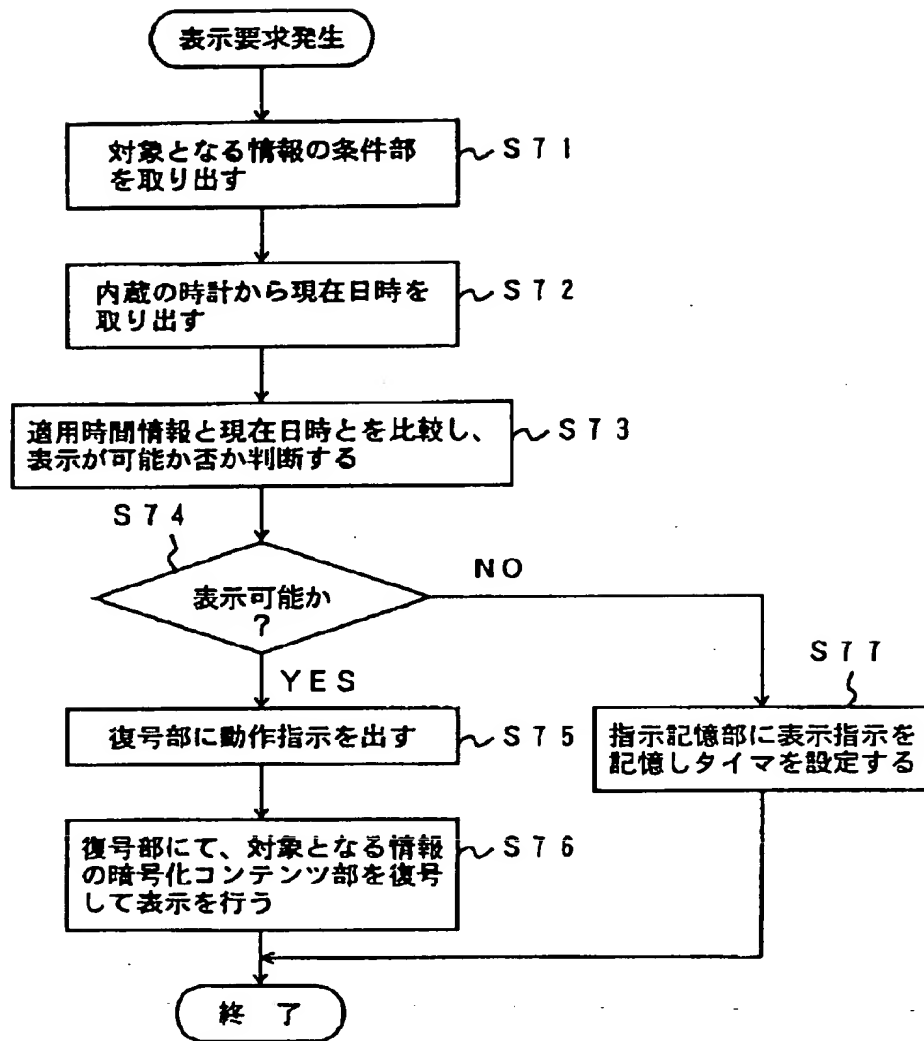 表示要求発生
対象となる情報の条件部
を取り出す
S71
内蔵の時計から現在日時を
取り出す
S72
適用時間情報と現在日時とを比較し、
表示が可能か否か判断する
S73
S74
表示可能か
?
NO
YES
S77
復号部に動作指示を出す
S75
指示記憶部に表示指示を
記憶しタイマを設定する
復号部にて、対象となる情報
の暗号化コンテンツ部を復号
して表示を行う
S76
終 了